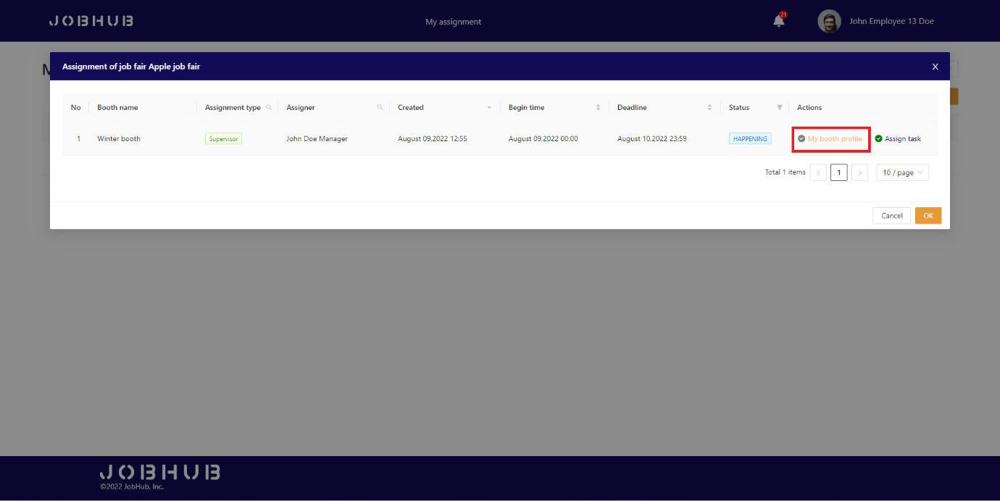 JOBHUB
My assignment
21
John Employee 13 Doe
M
Assignment of job fair Apple job fair
X
No Booth name Assignment type Assigner Created Begin time Deadline Status Actions
1 Winter booth Supervisor John Doe Manager August 09,2022 12:55 August 09,2022 00:00 August 10,2022 23:59 HAPPENING My booth profile Assign task
Total 1 items < 1 > 10 / page
Cancel OK
JOBHUB
©2022 JobHub. Inc.